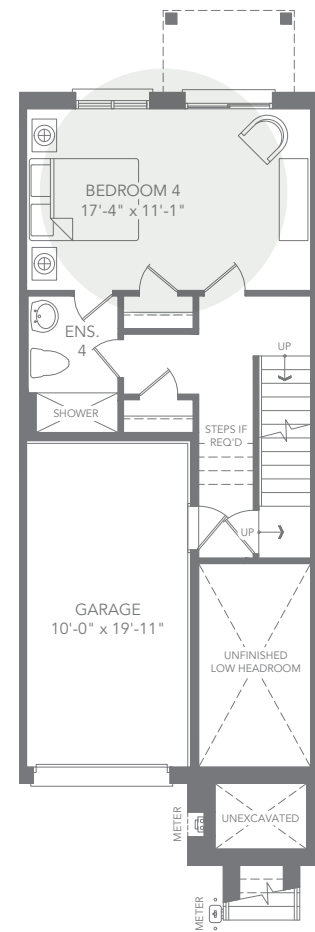 BEDROOM 4
17'-4" x 11'-1"
ENS.
4
UP
SHOWER
STEPS IF
REQ'D
UP
GARAGE
10'-0" x 19'-11"
UNFINISHED
LOW HEADROOM
METER
UNEXCAVATED
METER